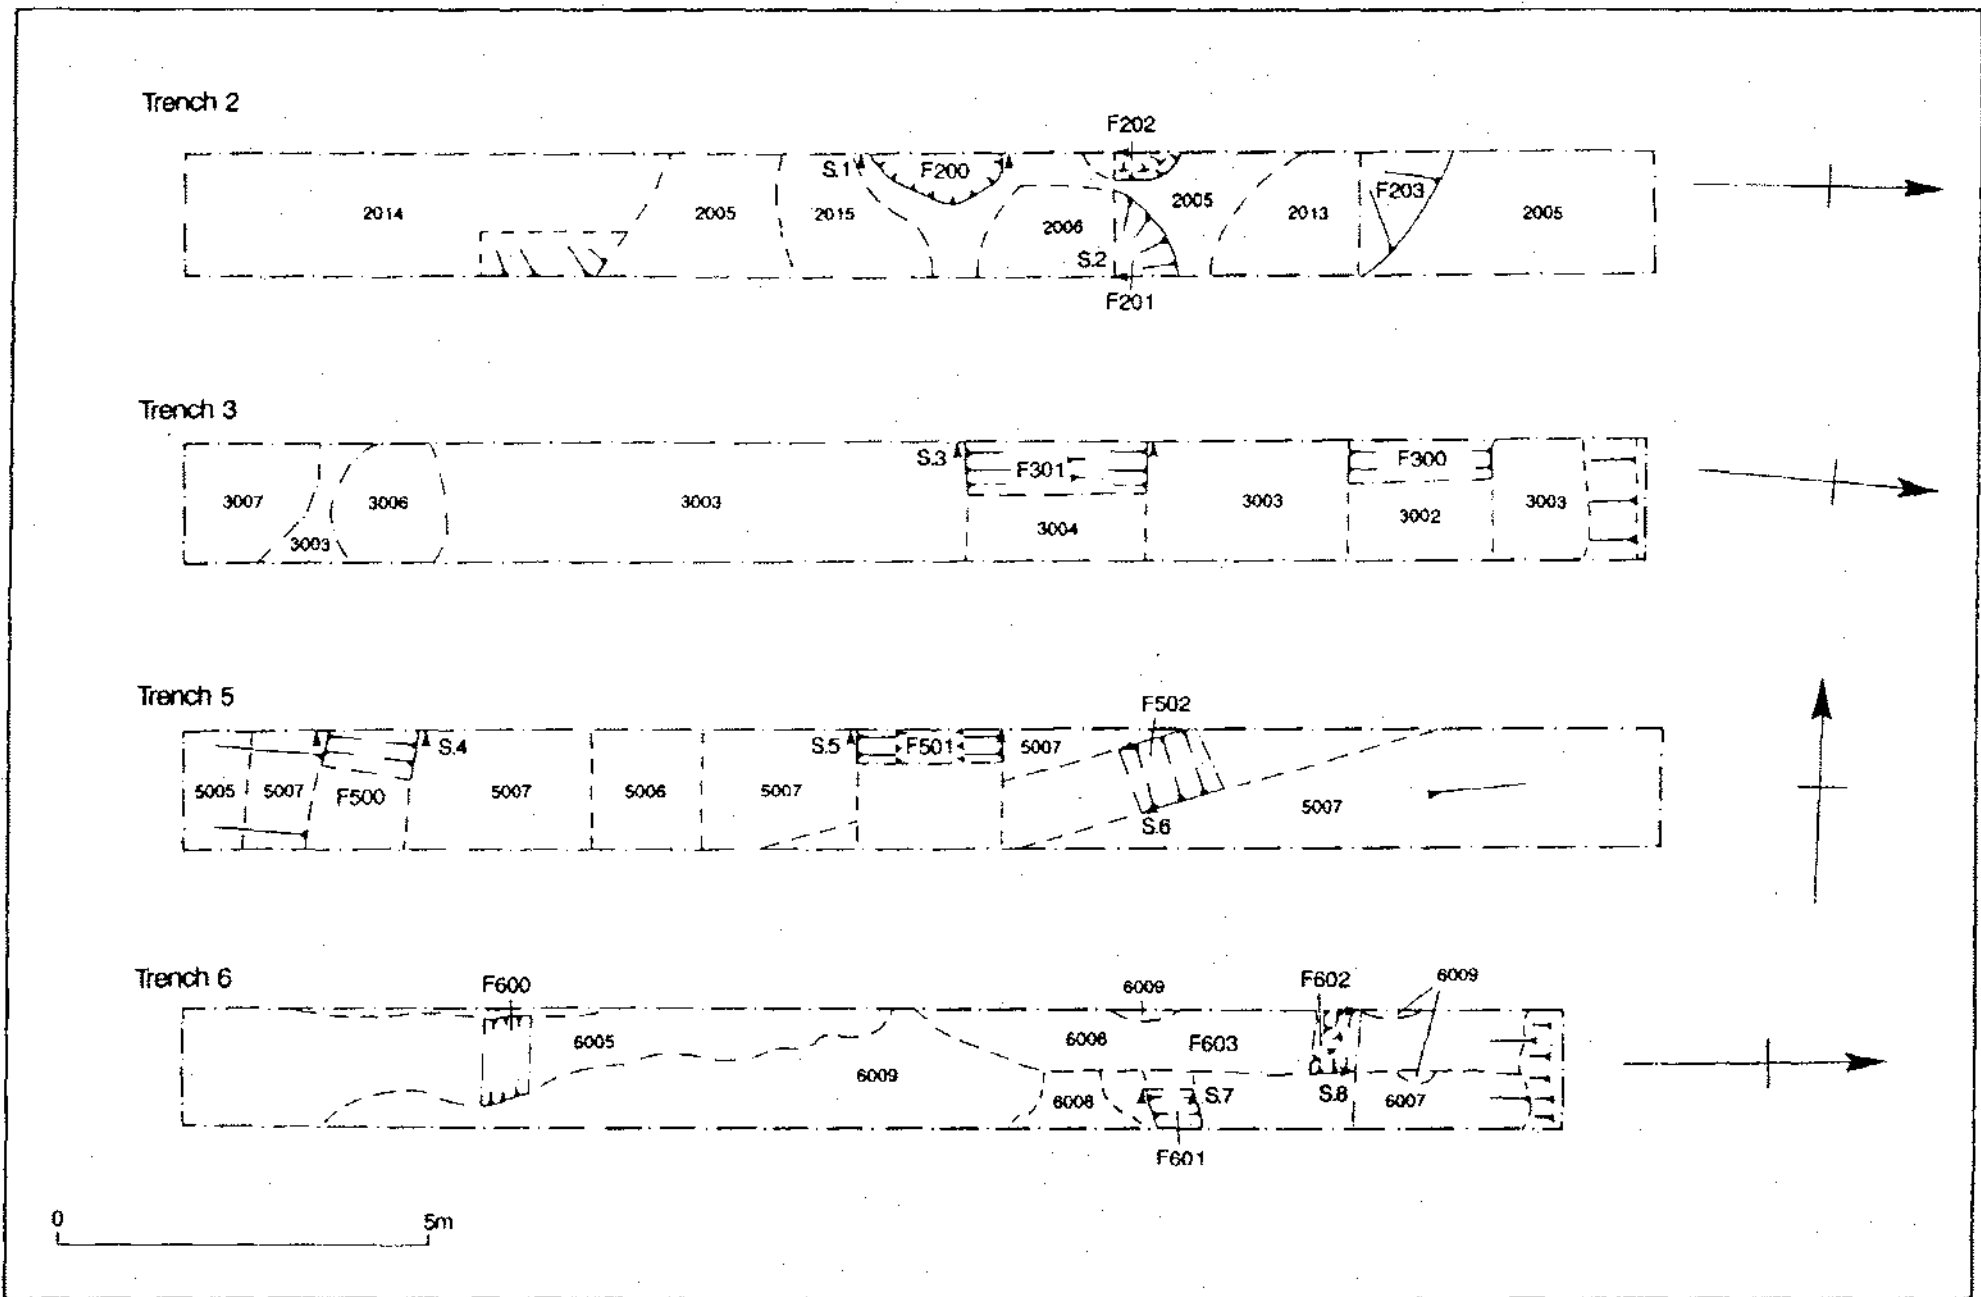 Trench 2
F202
S.1 F200
F203
2014 2005 2015 2006 2005 2013 2005
S.2
F201
Trench 3
S.3 F301 F300
3007 3006 3003 3003 3003
3004 3002
3003
Trench 5
F502
S.4 S.5 F501 5007
5005 5007 F500 5007 5006 5007 5007
S.6
Trench 6
F600 6009 F602 6009
6005 6006 F603
6009
6008 S.7 S.8 6007
F601
0 5m